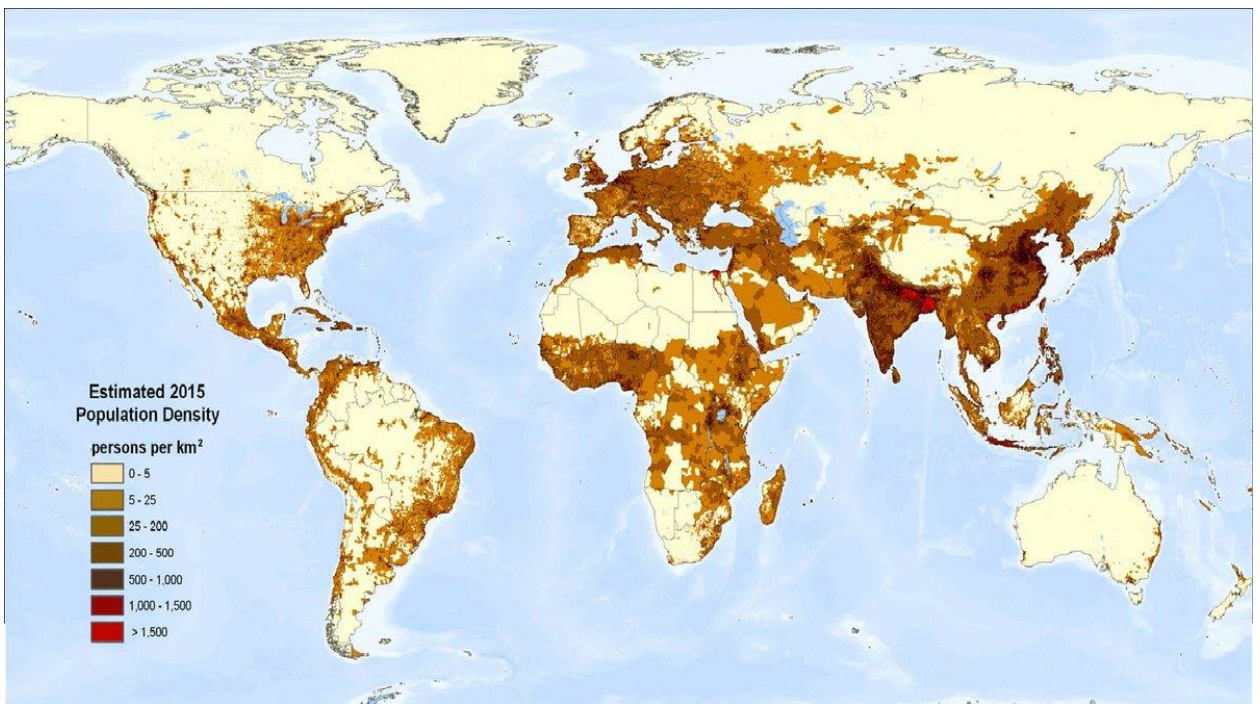 Estimated 2015
Population Density
persons per km²
0 - 5
5 - 25
25 - 200
200 - 500
500 - 1,000
1,000 - 1,500
> 1,500